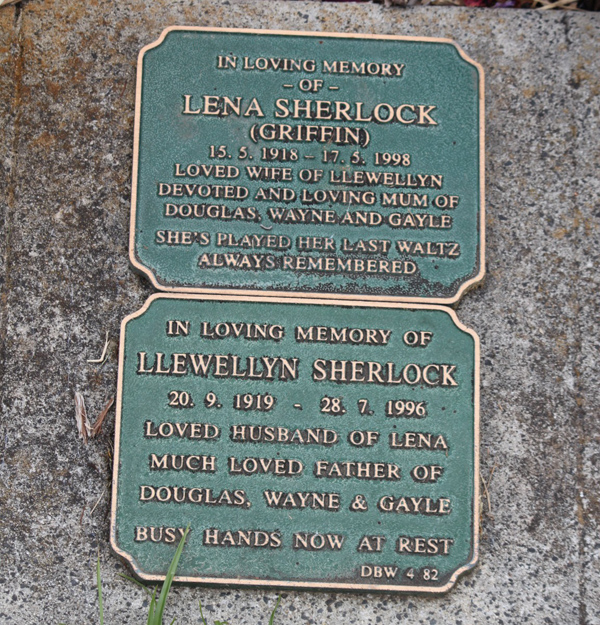 IN LOVING MEMORY
– OF –
LENA SHERLOCK
(GRIFFIN)
15. 5. 1918 – 17. 5. 1998
LOVED WIFE OF LLEWELLYN
DEVOTED AND LOVING MUM OF
DOUGLAS, WAYNE AND GAYLE
SHE'S PLAYED HER LAST WALTZ
ALWAYS REMEMBERED
IN LOVING MEMORY OF
LLEWELLYN SHERLOCK
20. 9. 1919 - 28. 7. 1996
LOVED HUSBAND OF LENA
MUCH LOVED FATHER OF
DOUGLAS, WAYNE & GAYLE
BUSY HANDS NOW AT REST
DBW 4 82